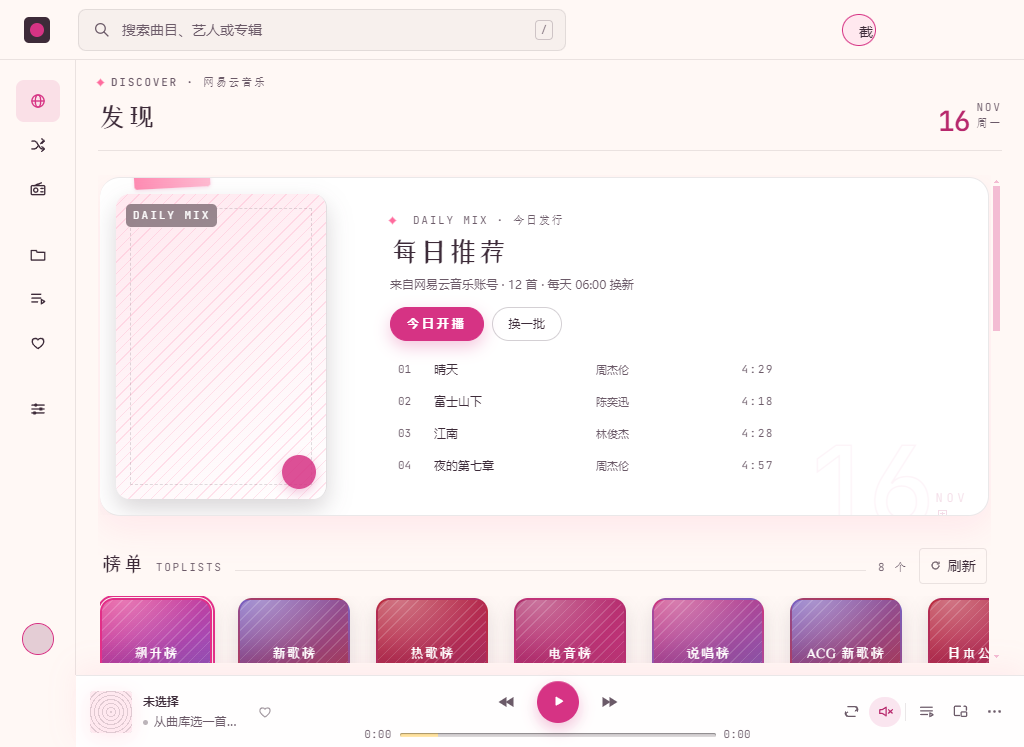 搜索曲目、艺人或专辑 /
截
DISCOVER · 网易云音乐
发现
16 NOV 周一
DAILY MIX
DAILY MIX · 今日发行
每日推荐
来自网易云音乐账号 · 12 首 · 每天 06:00 换新
今日开播 换一批
01 晴天 周杰伦 4:29
02 富士山下 陈奕迅 4:18
03 江南 林俊杰 4:28
04 夜的第七章 周杰伦 4:57
16 NOV
榜单 TOPLISTS 8 个 刷新
飙升榜 新歌榜 热歌榜 电音榜 说唱榜 ACG 新歌榜 日本公
未选择
从曲库选一首…
0:00 0:00